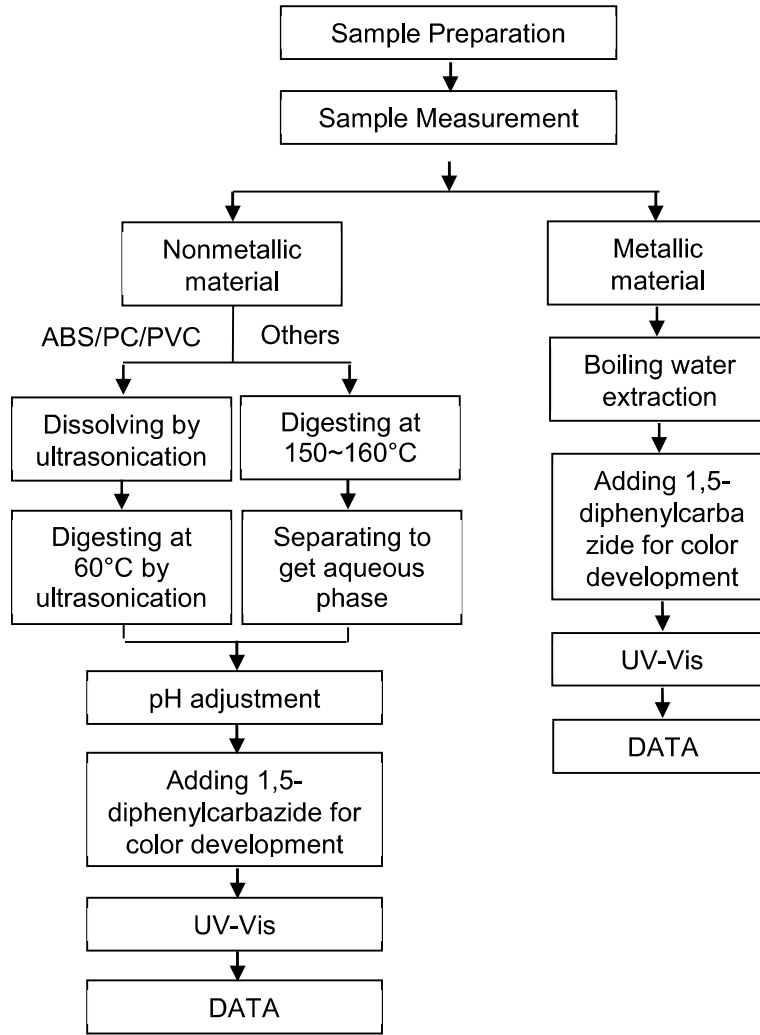 Sample Preparation
Sample Measurement
Nonmetallic
material
ABS/PC/PVC
Others
Dissolving by
ultrasonication
Digesting at
150~160°C
Digesting at
60°C by
ultrasonication
Separating to
get aqueous
phase
pH adjustment
Adding 1,5-
diphenylcarbazide for
color development
UV-Vis
DATA
Metallic
material
Boiling water
extraction
Adding 1,5-
diphenylcarba
zide for color
development
UV-Vis
DATA